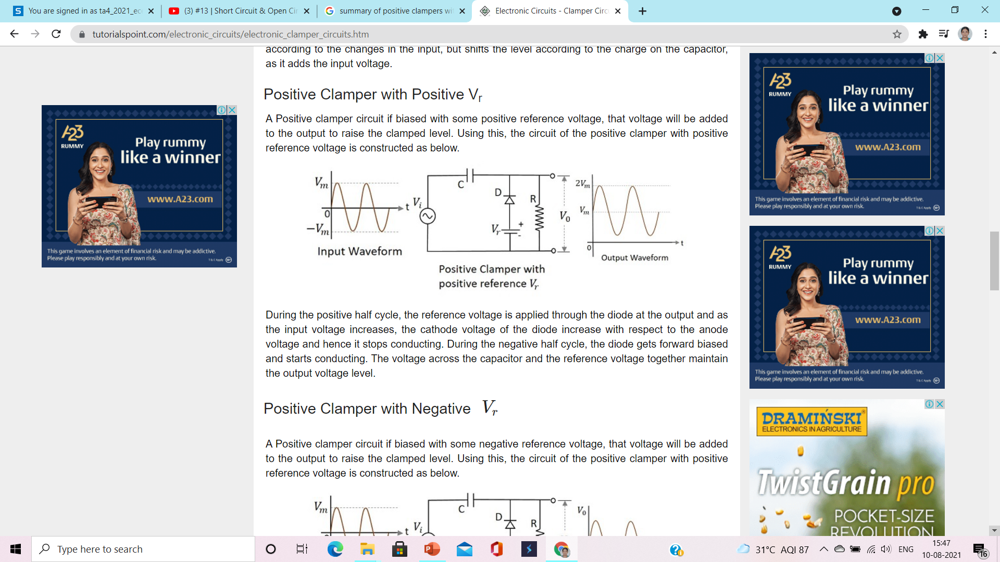 You are signed in as ta4_2021_ec
(3) #13 | Short Circuit & Open Ci
summary of positive clampers wi
Electronic Circuits - Clamper Circ
tutorialspoint.com/electronic_circuits/electronic_clamper_circuits.htm
according to the changes in the input, but shifts the level according to the charge on the capacitor,
as it adds the input voltage.
Positive Clamper with Positive Vr
A Positive clamper circuit if biased with some positive reference voltage, that voltage will be added
to the output to raise the clamped level. Using this, the circuit of the positive clamper with positive
reference voltage is constructed as below.
Vm
0
−Vm
t
Input Waveform
Vi
C
D
R
Vr
+
-
V0
Positive Clamper with
positive reference Vr
2Vm
Vm
0
t
Output Waveform
During the positive half cycle, the reference voltage is applied through the diode at the output and as
the input voltage increases, the cathode voltage of the diode increase with respect to the anode
voltage and hence it stops conducting. During the negative half cycle, the diode gets forward biased
and starts conducting. The voltage across the capacitor and the reference voltage together maintain
the output voltage level.
Positive Clamper with Negative Vr
A Positive clamper circuit if biased with some negative reference voltage, that voltage will be added
to the output to raise the clamped level. Using this, the circuit of the positive clamper with positive
reference voltage is constructed as below.
Vm
t
Vi
C
D
R
V0
A23
RUMMY
Play rummy
like a winner
www.A23.com
This game involves an element of financial risk and may be addictive.
Please play responsibly and at your own risk.
T & C Apply 18+
A23
RUMMY
Play rummy
like a winner
www.A23.com
This game involves an element of financial risk and may be addictive.
Please play responsibly and at your own risk.
T & C Apply 18+
A23
RUMMY
Play rummy
like a winner
www.A23.com
This game involves an element of financial risk and may be addictive.
Please play responsibly and at your own risk.
T & C Apply 18+
DRAMIŃSKI®
ELECTRONICS IN AGRICULTURE
TwistGrain pro
POCKET-SIZE
REVOLUTION
Type here to search
31°C AQI 87
ENG
15:47
10-08-2021
16